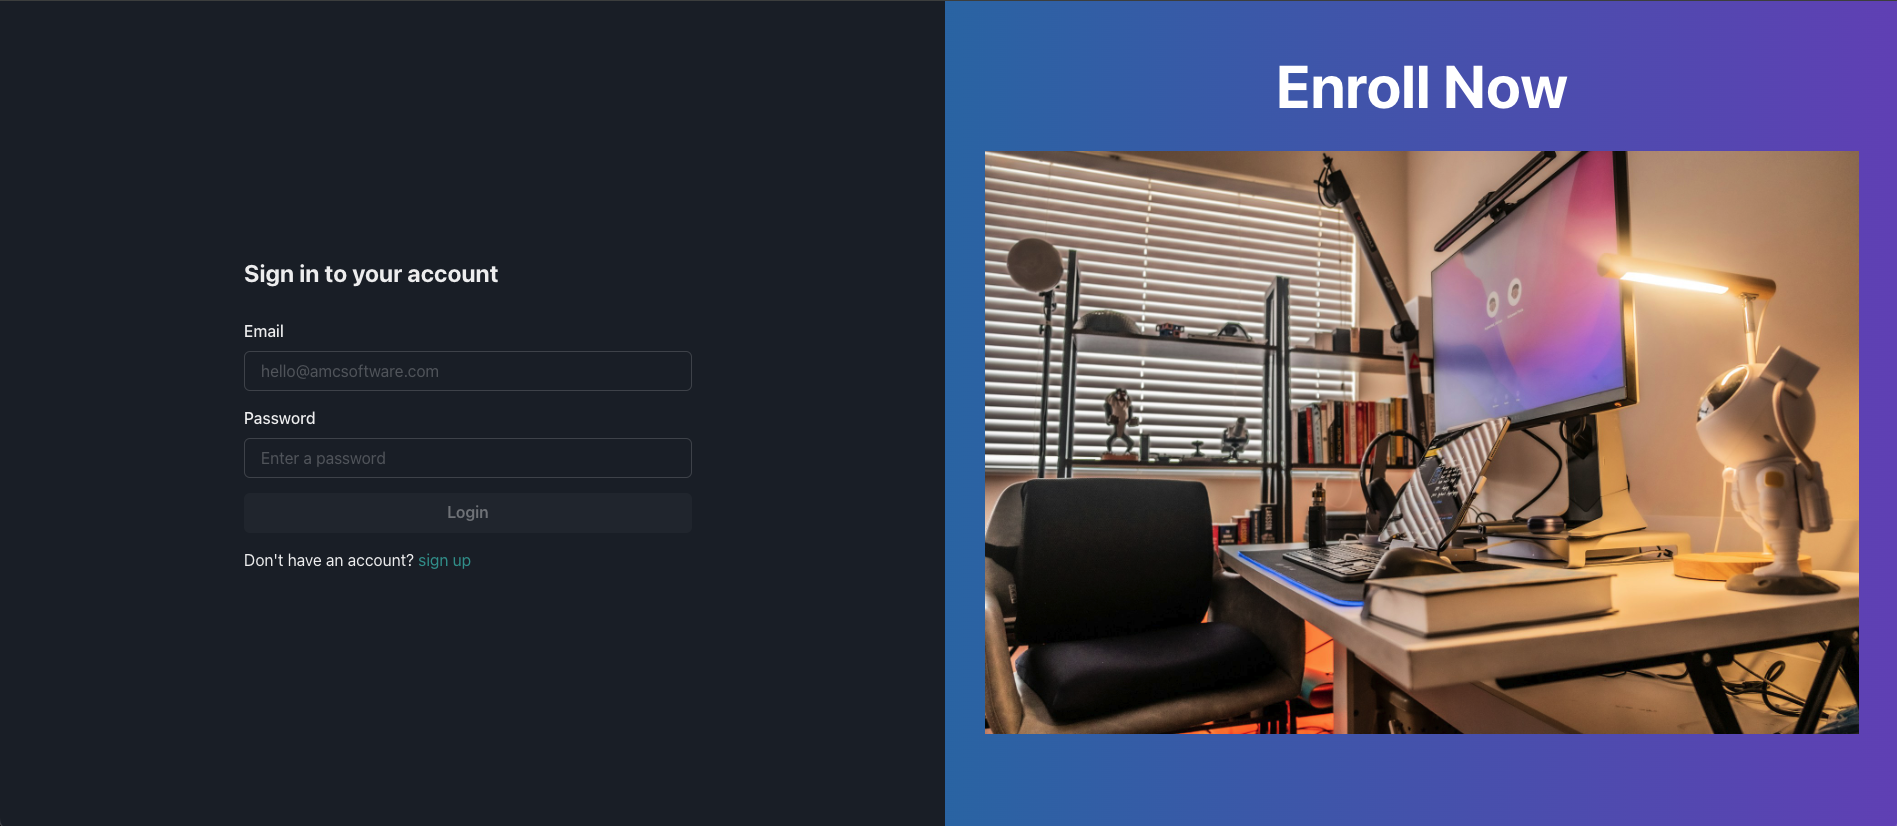 Sign in to your account
Email
hello@amcsoftware.com
Password
Enter a password
Login
Don't have an account? sign up
Enroll Now